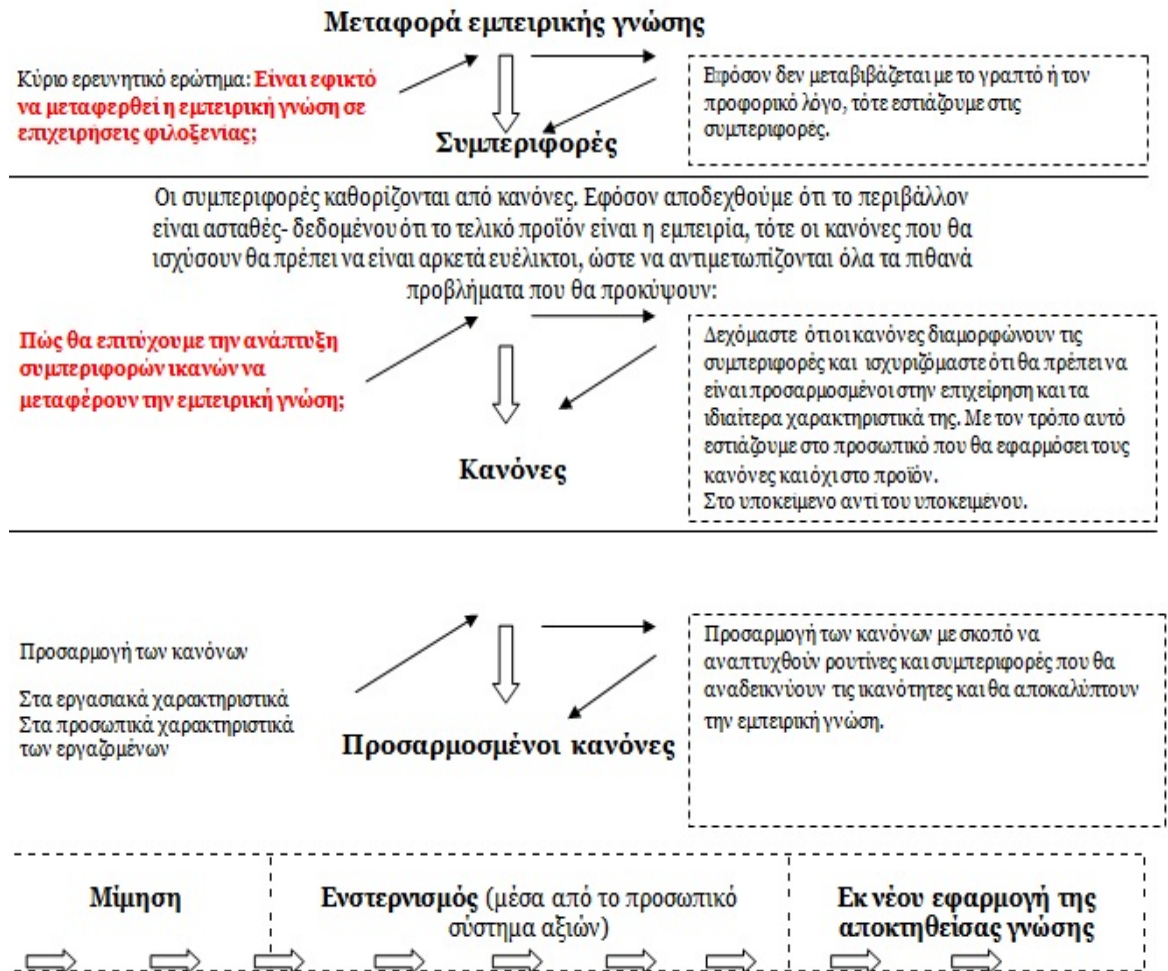 Μεταφορά εμπειρικής γνώσης
Κύριο ερευνητικό ερώτημα: Είναι εφικτό
να μεταφερθεί η εμπειρική γνώση σε
επιχειρήσεις φιλοξενίας;
Εφόσον δεν μεταβιβάζεται με το γραπτό ή τον
προφορικό λόγο, τότε εστιάζουμε στις
συμπεριφορές.
Συμπεριφορές
Οι συμπεριφορές καθορίζονται από κανόνες. Εφόσον αποδεχθούμε ότι το περιβάλλον
είναι ασταθές- δεδομένου ότι το τελικό προϊόν είναι η εμπειρία, τότε οι κανόνες που θα
ισχύσουν θα πρέπει να είναι αρκετά ευέλικτοι, ώστε να αντιμετωπίζονται όλα τα πιθανά
προβλήματα που θα προκύψουν:
Πώς θα επιτύχουμε την ανάπτυξη
συμπεριφορών ικανών να
μεταφέρουν την εμπειρική γνώση;
Δεχόμαστε ότι οι κανόνες διαμορφώνουν τις
συμπεριφορές και ισχυριζόμαστε ότι θα πρέπει να
είναι προσαρμοσμένοι στην επιχείρηση και τα
ιδιαίτερα χαρακτηριστικά της. Με τον τρόπο αυτό
εστιάζουμε στο προσωπικό που θα εφαρμόσει τους
κανόνες και όχι στο προϊόν.
Στο υποκείμενο αντί του υποκειμένου.
Κανόνες
Προσαρμογή των κανόνων
Στα εργασιακά χαρακτηριστικά
Στα προσωπικά χαρακτηριστικά
των εργαζομένων
Προσαρμογή των κανόνων με σκοπό να
αναπτυχθούν ρουτίνες και συμπεριφορές που θα
αναδεικνύουν τις ικανότητες και θα αποκαλύπτουν
την εμπειρική γνώση.
Προσαρμοσμένοι κανόνες
Μίμηση
Ενστερνισμός (μέσα από το προσωπικό
σύστημα αξιών)
Εκ νέου εφαρμογή της
αποκτηθείσας γνώσης